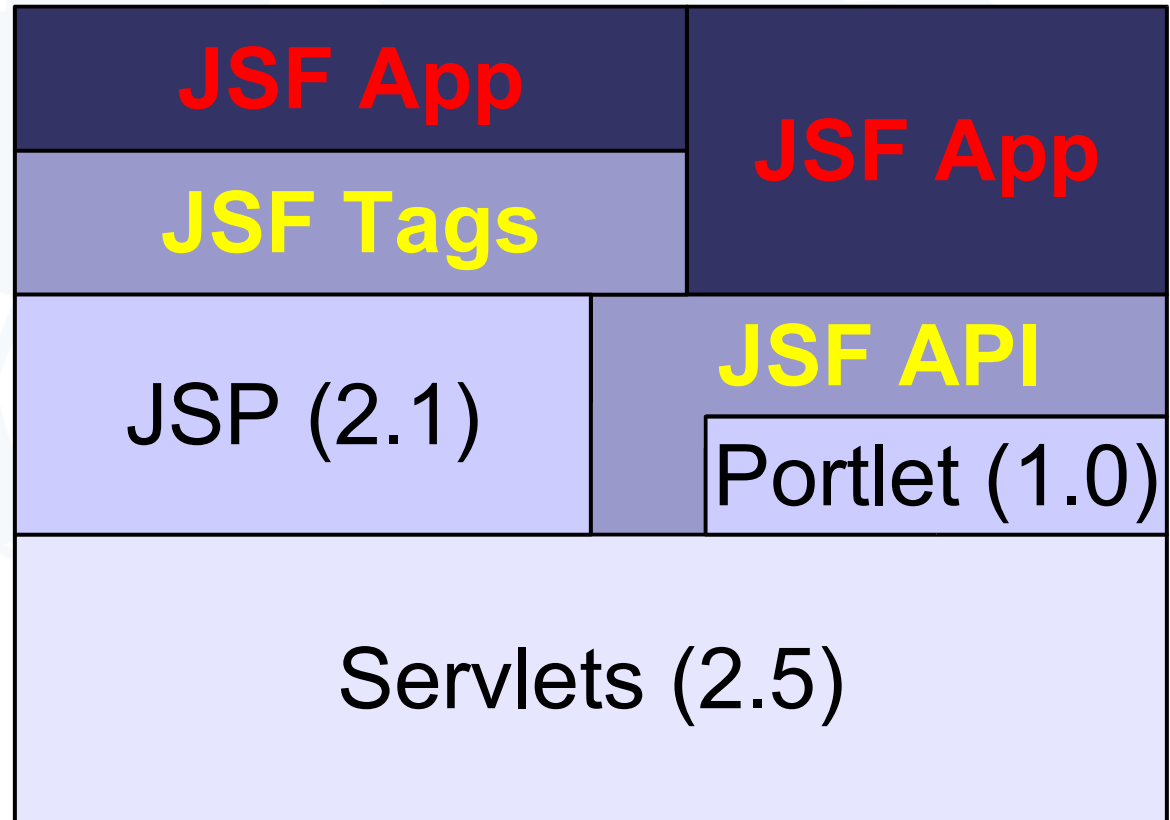 JSF App
JSF App
JSF Tags
JSF API
JSP (2.1)
Portlet (1.0)
Servlets (2.5)